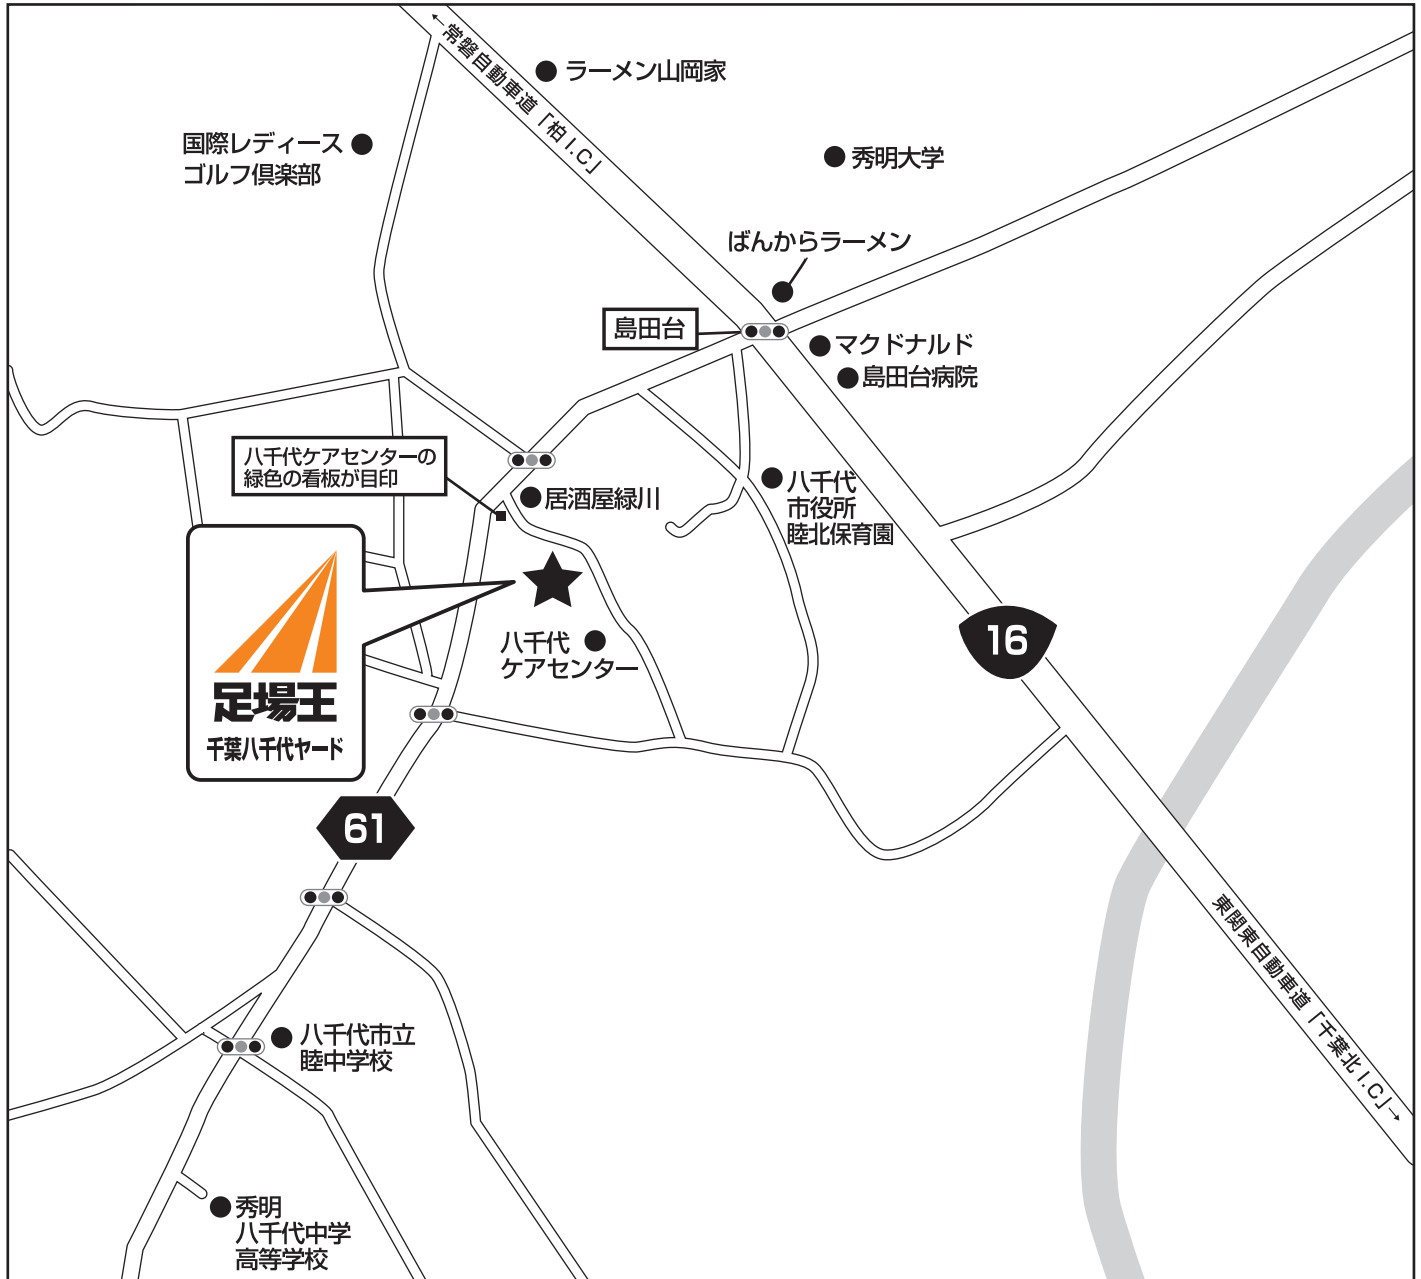 ←常磐自動車道「柏I.C」
ラーメン山岡家
国際レディース
ゴルフ倶楽部
秀明大学
ばんからラーメン
島田台
マクドナルド
島田台病院
八千代ケアセンターの
緑色の看板が目印
居酒屋緑川
八千代
市役所
睦北保育園
16
八千代
ケアセンター
足場王
千葉八千代ヤード
61
東関東自動車道「千葉北I.C」→
八千代市立
睦中学校
秀明
八千代中学
高等学校